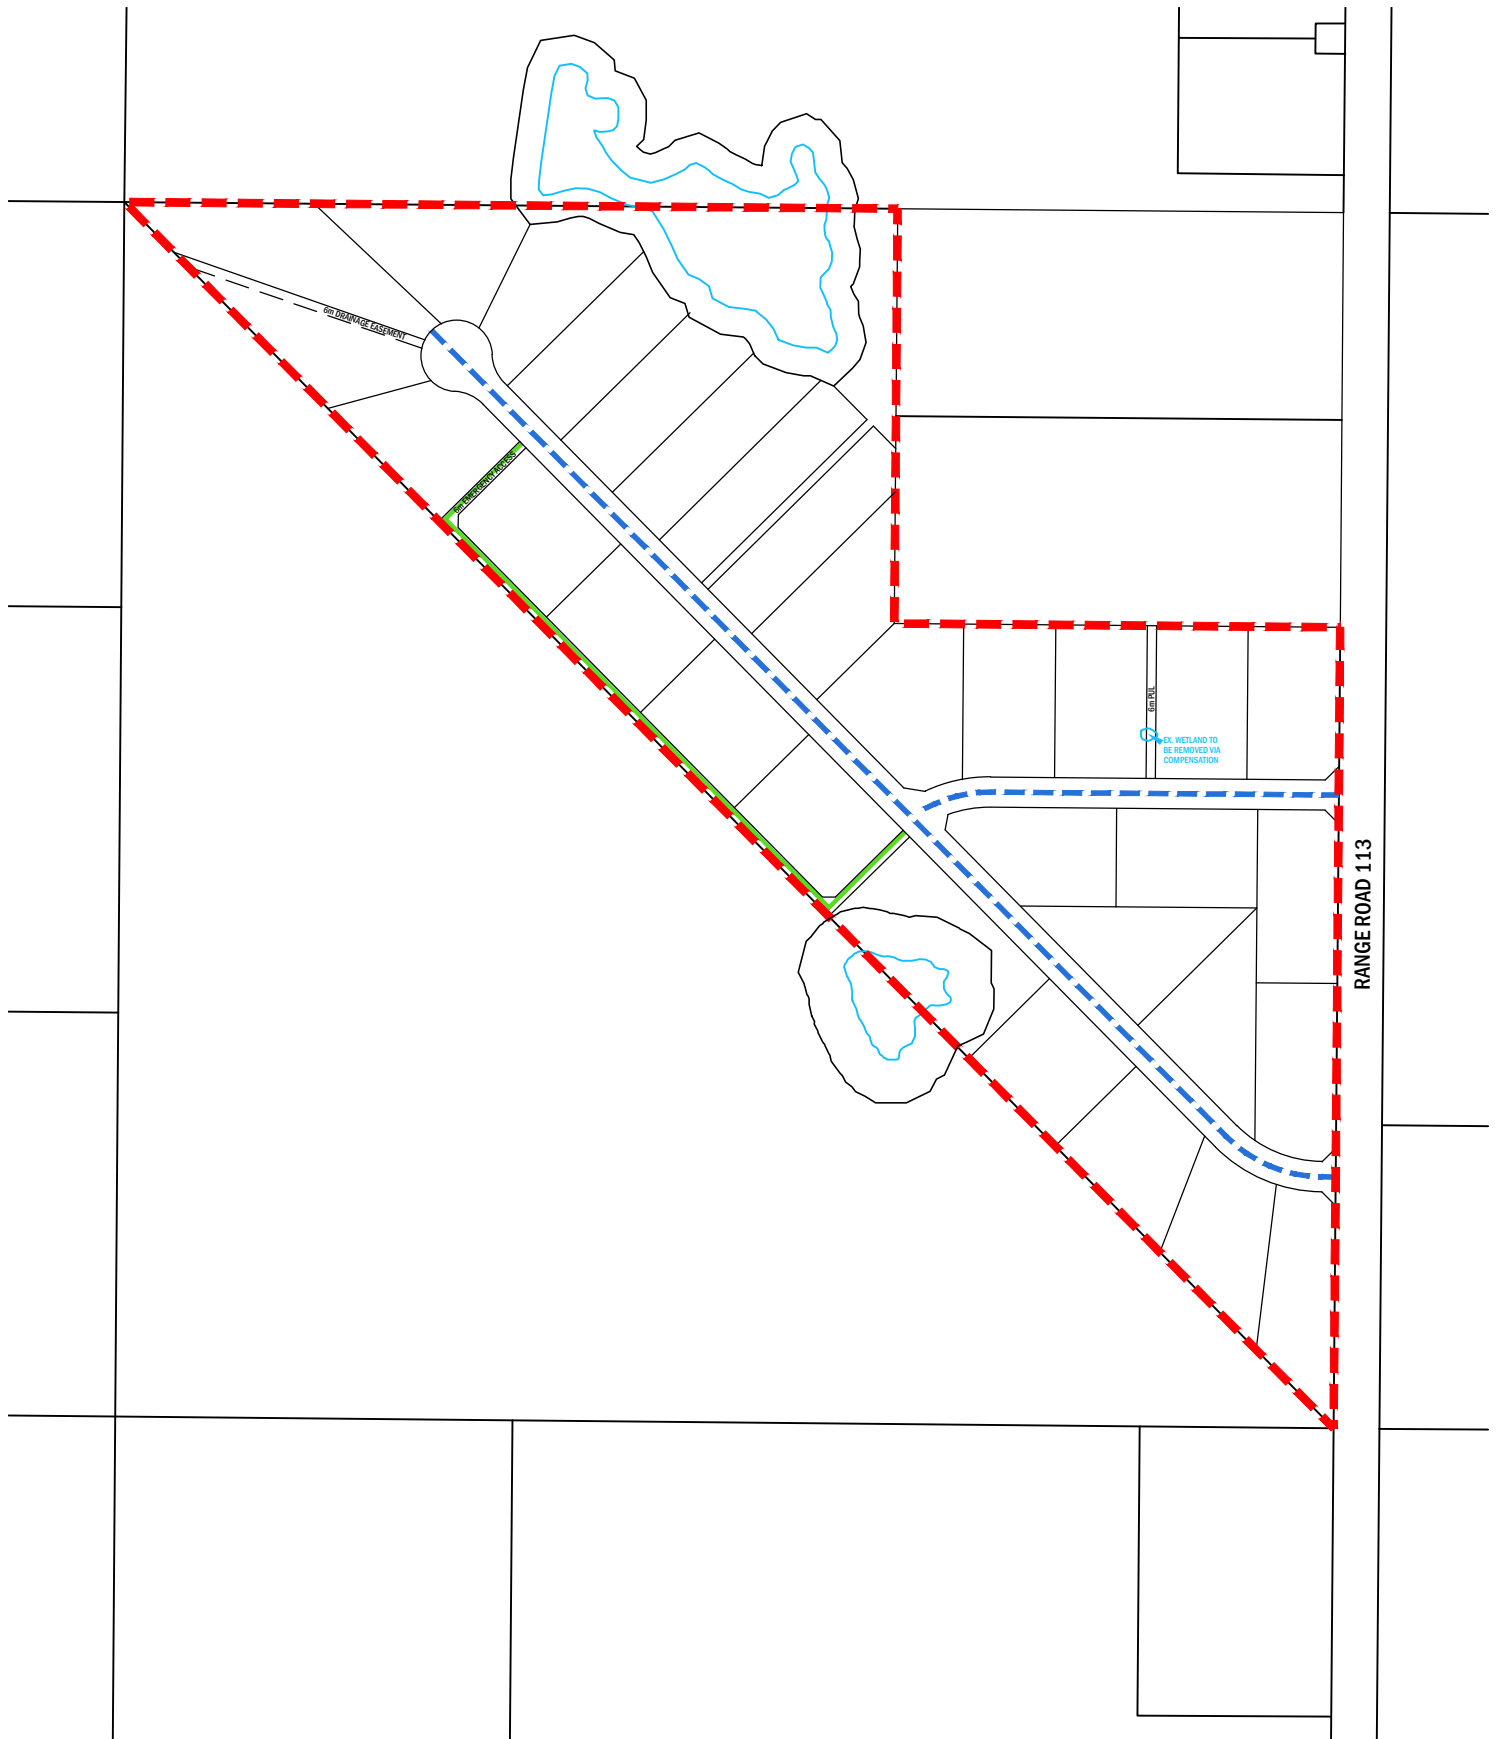 6m DRAINAGE EASEMENT
6m EMERGENCY ACCESS
6m PUL
EX. WETLAND TO
BE REMOVED VIA
COMPENSATION
RANGE ROAD 113